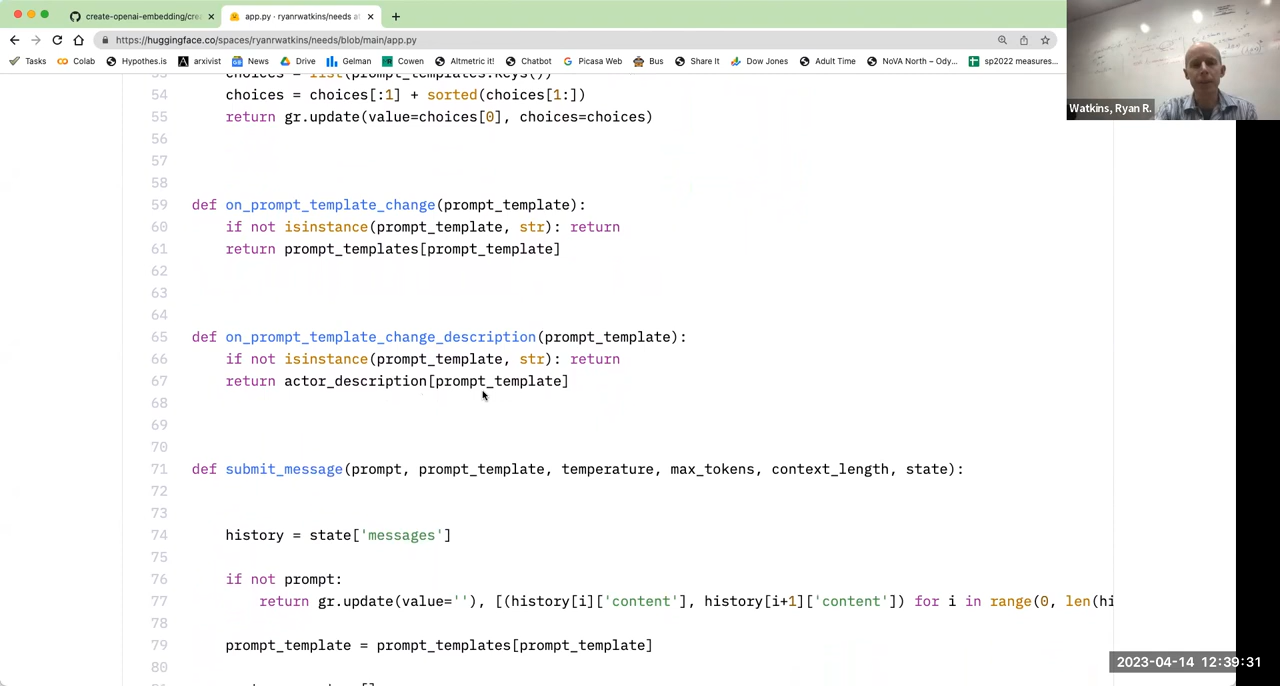 create-openai-embedding/crea
app.py · ryanrwatkins/needs at
https://huggingface.co/spaces/ryanrwatkins/needs/blob/main/app.py
Tasks Colab Hypothes.is arxivist News Drive Gelman Cowen Altmetric it! Chatbot Picasa Web Bus Share It Dow Jones Adult Time NoVA North – Ody... sp2022 measures...
Watkins, Ryan R.
choices = list(prompt_templates.keys())
54 choices = choices[:1] + sorted(choices[1:])
55 return gr.update(value=choices[0], choices=choices)
56
57
58
59 def on_prompt_template_change(prompt_template):
60 if not isinstance(prompt_template, str): return
61 return prompt_templates[prompt_template]
62
63
64
65 def on_prompt_template_change_description(prompt_template):
66 if not isinstance(prompt_template, str): return
67 return actor_description[prompt_template]
68
69
70
71 def submit_message(prompt, prompt_template, temperature, max_tokens, context_length, state):
72
73
74 history = state['messages']
75
76 if not prompt:
77 return gr.update(value=''), [(history[i]['content'], history[i+1]['content']) for i in range(0, len(hi
78
79 prompt_template = prompt_templates[prompt_template]
80
2023-04-14 12:39:31